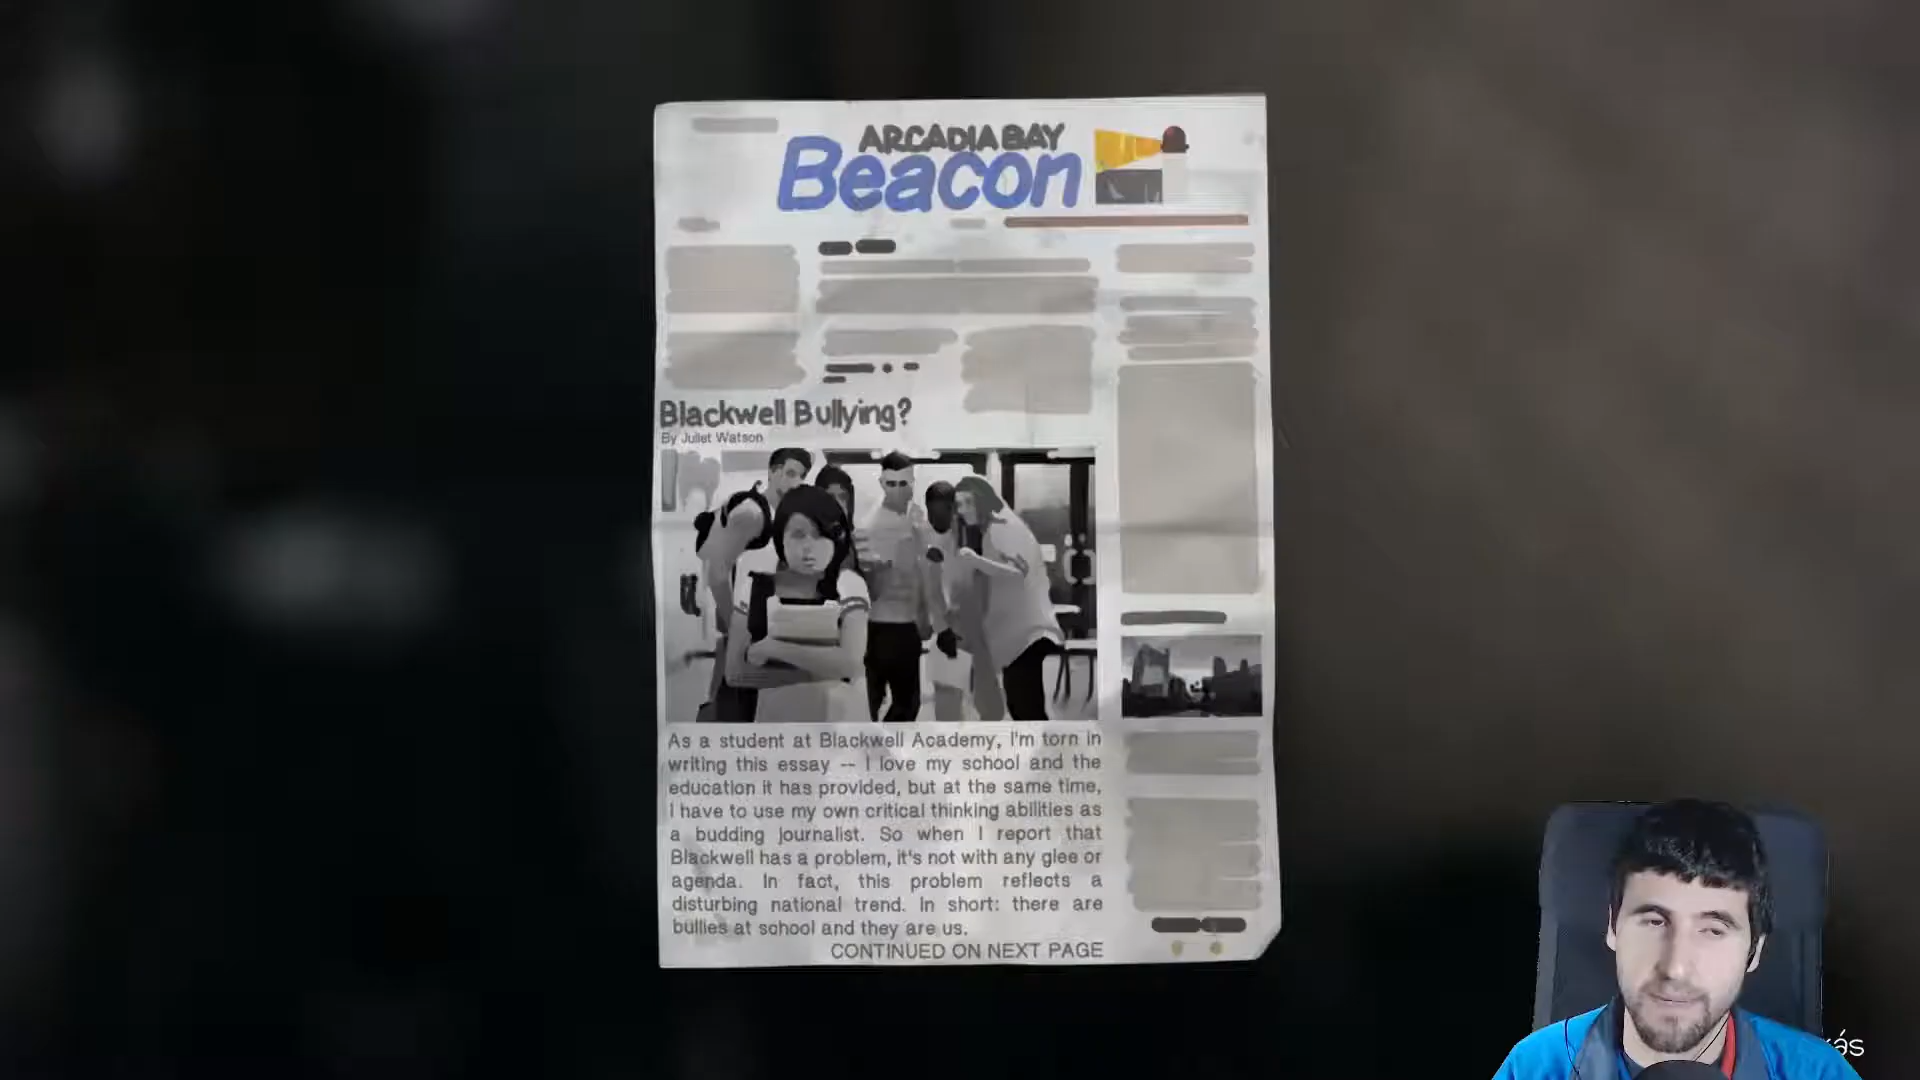 ARCADIA BAY
Beacon
Blackwell Bullying?
By Juliet Watson
As a student at Blackwell Academy, I'm torn in
writing this essay -- I love my school and the
education it has provided, but at the same time,
I have to use my own critical thinking abilities as
a budding journalist. So when I report that
Blackwell has a problem, it's not with any glee or
agenda. In fact, this problem reflects a
disturbing national trend. In short: there are
bullies at school and they are us.
CONTINUED ON NEXT PAGE